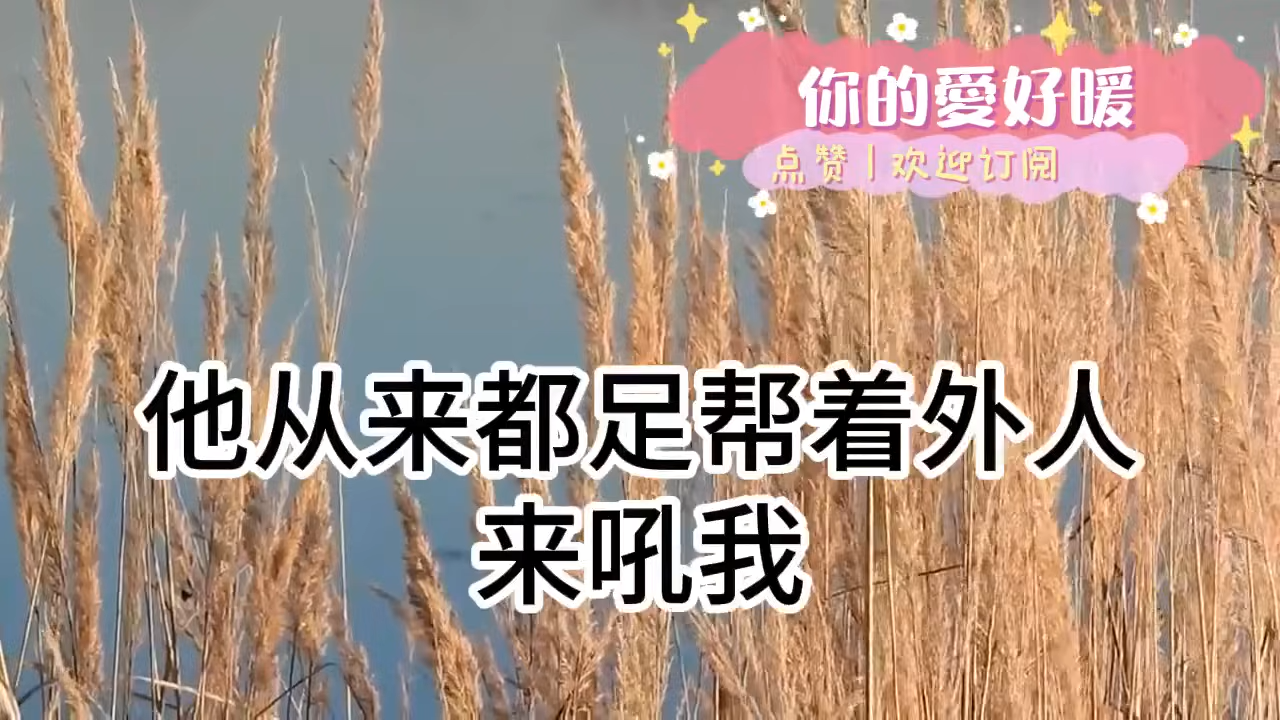 你的愛好暖
点赞 | 欢迎订阅
他从来都足帮着外人
来吼我